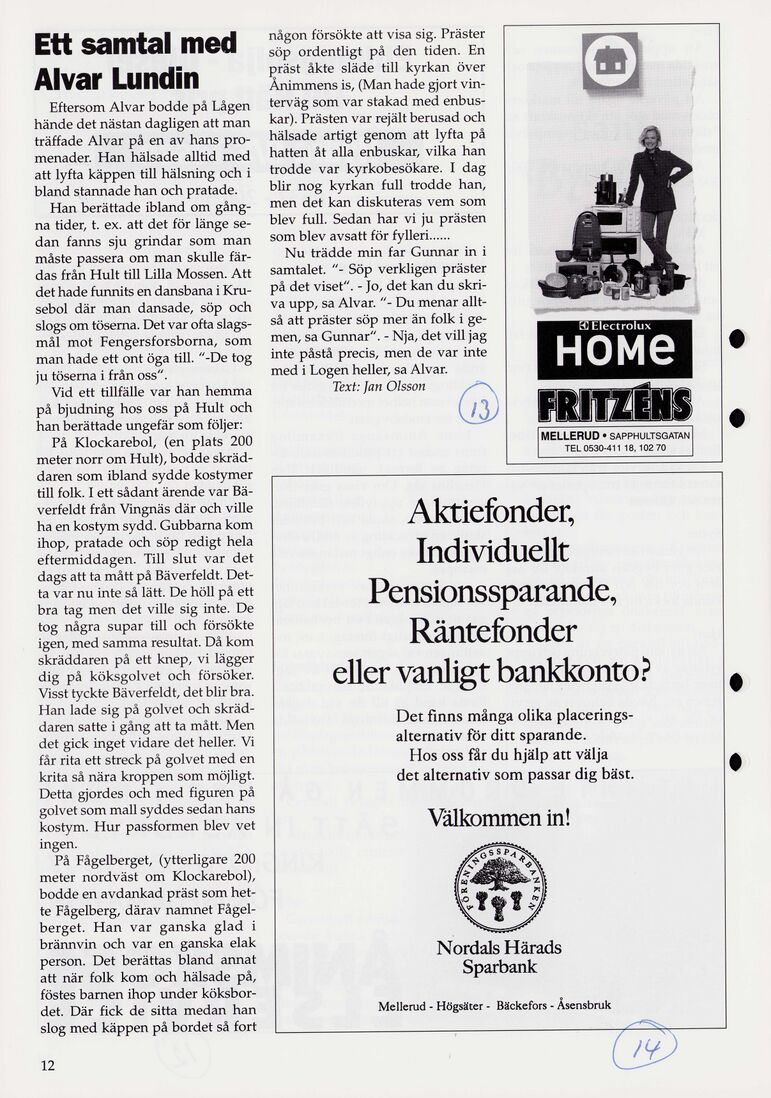 Ett samtal med
Alvar Lundin
Eftersom Alvar bodde på Lågen
hände det nästan dagligen att man
träffade Alvar på en av hans pro-
menader. Han hälsade alltid med
att lyfta käppen till hälsning och i
bland stannade han och pratade.
Han berättade ibland om gång-
na tider, t. ex. att det för länge se-
dan fanns sju grindar som man
måste passera om man skulle fär-
das från Hult till Lilla Mossen. Att
det hade funnits en dansbana i Kru-
sebol där man dansade, söp och
slogs om töserna. Det var ofta slags-
mål mot Fengersforsborna, som
man hade ett ont öga till. "-De tog
ju töserna i från oss".
Vid ett tillfälle var han hemma
på bjudning hos oss på Hult och
han berättade ungefär som följer:
På Klockarebol, (en plats 200
meter norr om Hult), bodde skräd-
daren som ibland sydde kostymer
till folk. I ett sådant ärende var Bä-
verfeldt från Vingnäs där och ville
ha en kostym sydd. Gubbarna kom
ihop, pratade och söp redigt hela
eftermiddagen. Till slut var det
dags att ta mått på Bäverfeldt. Det-
ta var nu inte så lätt. De höll på ett
bra tag men det ville sig inte. De
tog några supar till och försökte
igen, med samma resultat. Då kom
skräddaren på ett knep, vi lägger
dig på köksgolvet och försöker.
Visst tyckte Bäverfeldt, det blir bra.
Han lade sig på golvet och skräd-
daren satte i gång att ta mått. Men
det gick inget vidare det heller. Vi
får rita ett streck på golvet med en
krita så nära kroppen som möjligt.
Detta gjordes och med figuren på
golvet som mall syddes sedan hans
kostym. Hur passformen blev vet
ingen.
På Fågelberget, (ytterligare 200
meter nordväst om Klockarebol),
bodde en avdankad präst som het-
te Fågelberg, därav namnet Fågel-
berget. Han var ganska glad i
brännvin och var en ganska elak
person. Det berättas bland annat
att när folk kom och hälsade på,
föstes barnen ihop under köksbor-
det. Där fick de sitta medan han
slog med käppen på bordet så fort
någon försökte att visa sig. Präster
söp ordentligt på den tiden. En
präst åkte släde till kyrkan över
Ånimmens is, (Man hade gjort vin-
terväg som var stakad med enbus-
kar). Prästen var rejält berusad och
hälsade artigt genom att lyfta på
hatten åt alla enbuskar, vilka han
trodde var kyrkobesökare. I dag
blir nog kyrkan full trodde han,
men det kan diskuteras vem som
blev full. Sedan har vi ju prästen
som blev avsatt för fylleri......
Nu trädde min far Gunnar in i
samtalet. "- Söp verkligen präster
på det viset". - Jo, det kan du skri-
va upp, sa Alvar. "- Du menar allt-
så att präster söp mer än folk i ge-
men, sa Gunnar". - Nja, det vill jag
inte påstå precis, men de var inte
med i Logen heller, sa Alvar.
Text: Jan Olsson
13
Electrolux
HOME
FRITZÉNS
MELLERUD • SAPPHULTSGATAN
TEL 0530-411 18, 102 70
Aktiefonder,
Individuellt
Pensionssparande,
Räntefonder
eller vanligt bankkonto?
Det finns många olika placerings-
alternativ för ditt sparande.
Hos oss får du hjälp att välja
det alternativ som passar dig bäst.
Välkommen in!
FÖRENINGSSPARBANKEN
Nordals Härads
Sparbank
Mellerud - Högsäter - Bäckefors - Åsensbruk
14
12